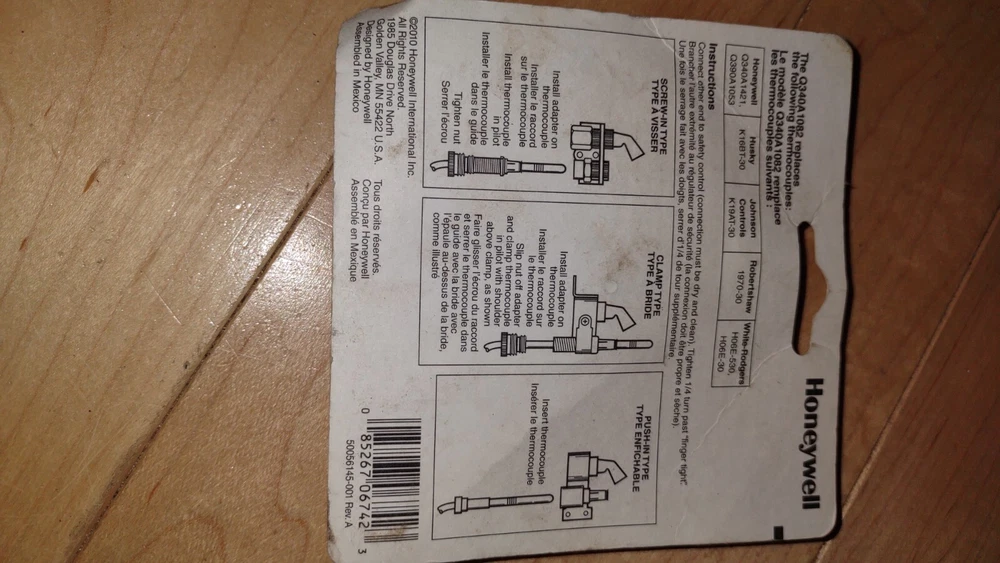 Honeywell
The Q340A1082 replaces
the following thermocouples:
Le modèle Q340A1082 remplace
les thermocouples suivants :
Honeywell
Q340A1421,
Q390A1053
Husky
K16BT-30
Johnson
Controls
K19AT-30
Robertshaw
1970-30
White-Rodgers
H06E-530,
H06E-30
Instructions
Connect other end to safety control (connection must be dry and clean). Tighten 1/4 turn past "finger tight".
Brancher l'autre extrémité au régulateur de sécurité (la connexion doit être propre et sèche).
Une fois le serrage fait avec les doigts, serrer d'1/4 de tour supplémentaire.
SCREW-IN TYPE
TYPE À VISSER
Install adapter on
thermocouple
Installer le raccord
sur le thermocouple
Install thermocouple
in pilot
Installer le thermocouple
dans le guide
Tighten nut
Serrer l'écrou
CLAMP TYPE
TYPE À BRIDE
Install adapter on
thermocouple
Installer le raccord sur
le thermocouple
Slip nut off adapter
and clamp thermocouple
in pilot with shoulder
above clamp, as shown
Faire glisser l'écrou du raccord
et serrer le thermocouple dans
le guide avec la bride avec
l'épaule au-dessus de la bride,
comme illustré
PUSH-IN TYPE
TYPE ENFICHABLE
Insert thermocouple
Insérer le thermocouple
©2010 Honeywell International Inc.
All Rights Reserved.
1985 Douglas Drive North
Golden Valley, MN 55422 U.S.A.
Designed by Honeywell
Assembled in Mexico
Tous droits réservés.
Conçu par Honeywell
Assemblé en Mexique
0 85267 06742 3
50056145-001 Rev. A